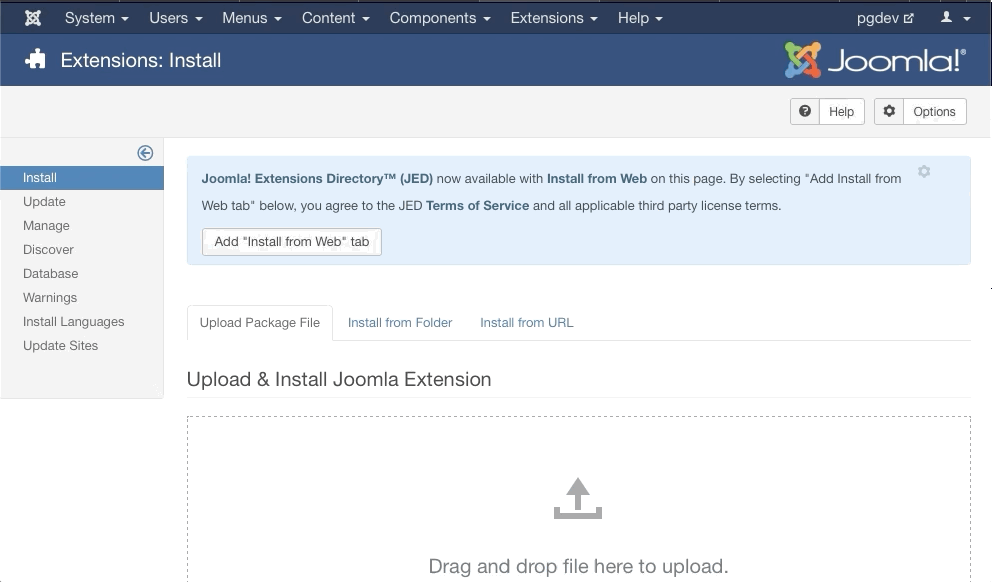 System Users Menus Content Components Extensions Help pgdev
Extensions: Install
Joomla!®
Help Options
Install
Update
Manage
Discover
Database
Warnings
Install Languages
Update Sites
Joomla! Extensions Directory™ (JED) now available with Install from Web on this page. By selecting "Add Install from
Web tab" below, you agree to the JED Terms of Service and all applicable third party license terms.
Add "Install from Web" tab
Upload Package File Install from Folder Install from URL
Upload & Install Joomla Extension
Drag and drop file here to upload.